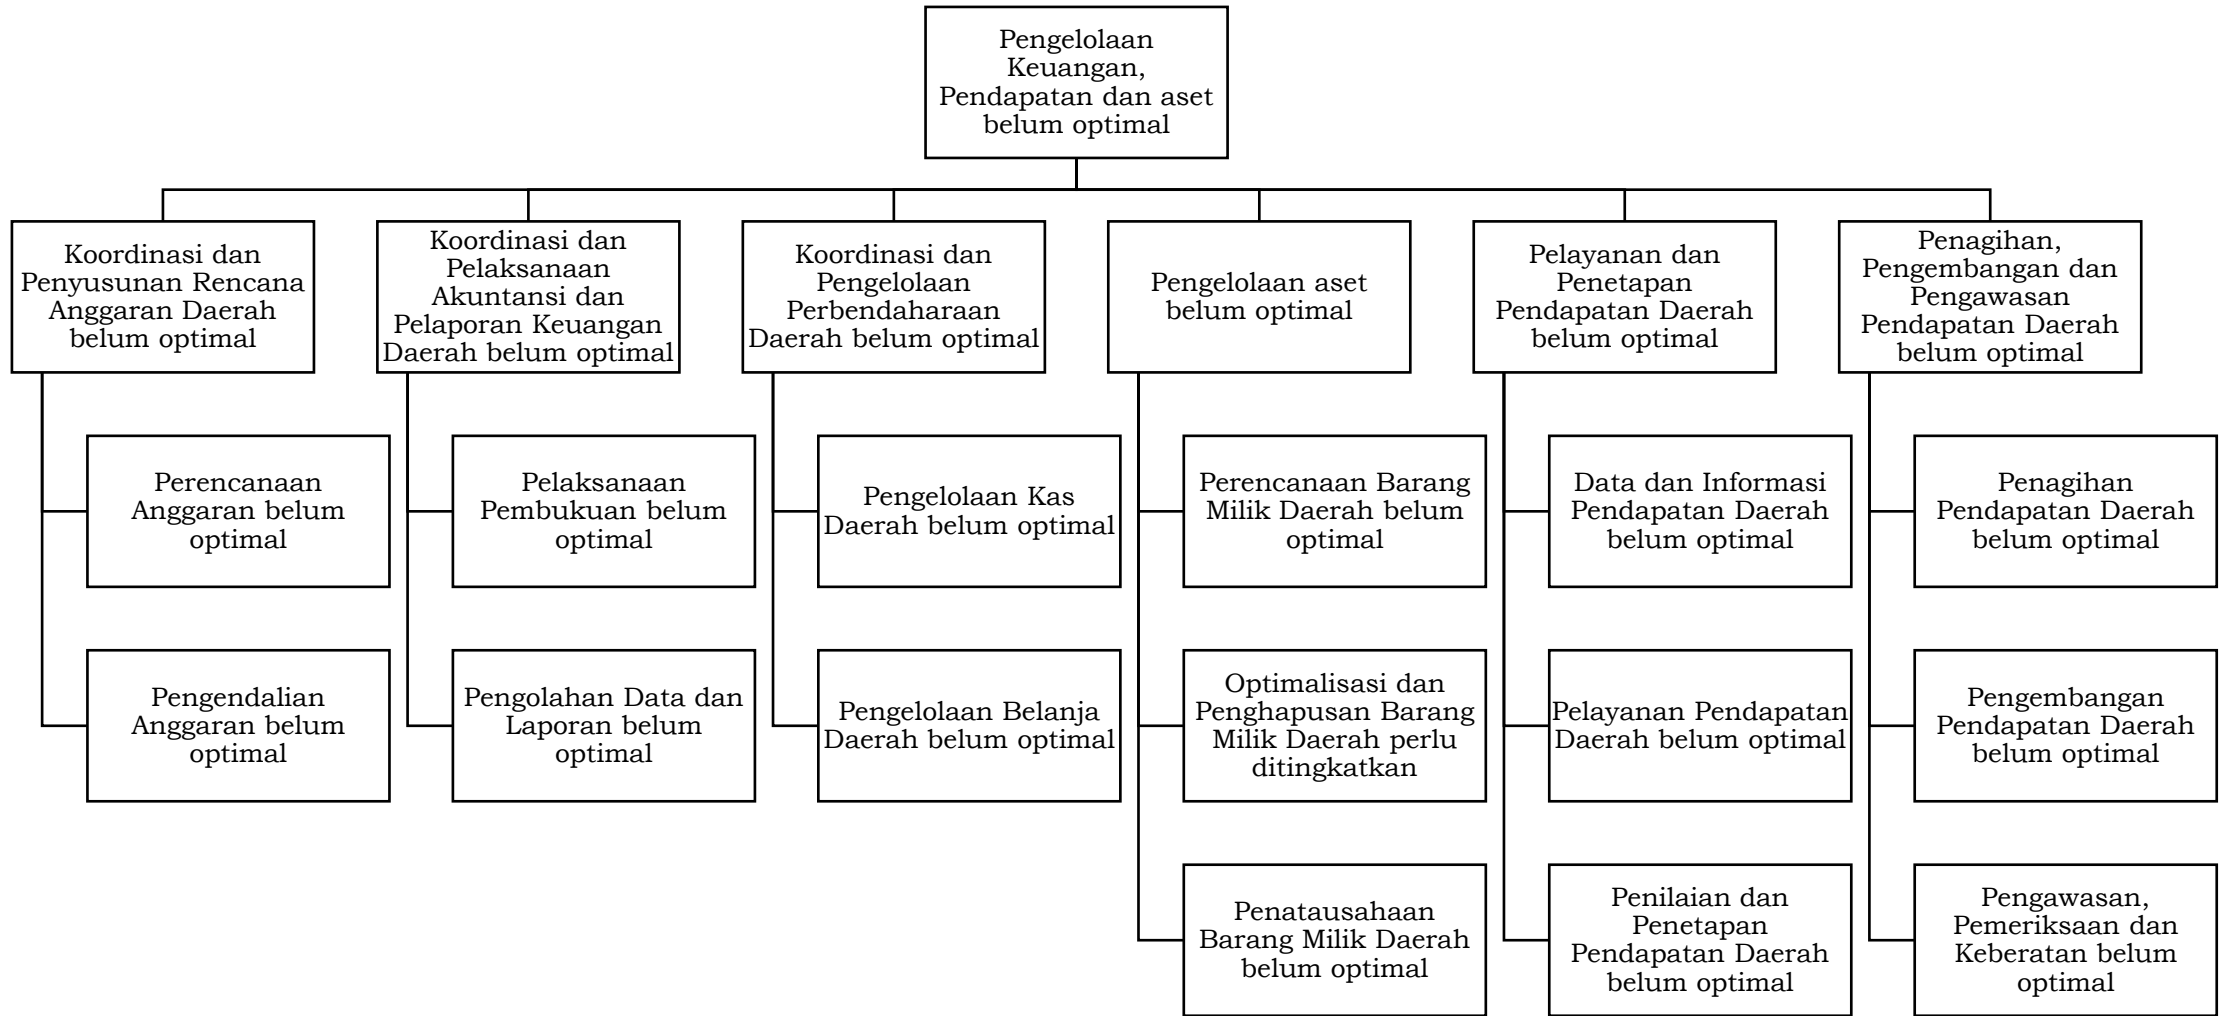 Pengelolaan
Keuangan,
Pendapatan dan aset
belum optimal
Koordinasi dan
Penyusunan Rencana
Anggaran Daerah
belum optimal
Koordinasi dan
Pelaksanaan
Akuntansi dan
Pelaporan Keuangan
Daerah belum optimal
Koordinasi dan
Pengelolaan
Perbendaharaan
Daerah belum optimal
Pengelolaan aset
belum optimal
Pelayanan dan
Penetapan
Pendapatan Daerah
belum optimal
Penagihan,
Pengembangan dan
Pengawasan
Pendapatan Daerah
belum optimal
Perencanaan
Anggaran belum
optimal
Pelaksanaan
Pembukuan belum
optimal
Pengelolaan Kas
Daerah belum optimal
Perencanaan Barang
Milik Daerah belum
optimal
Data dan Informasi
Pendapatan Daerah
belum optimal
Penagihan
Pendapatan Daerah
belum optimal
Pengendalian
Anggaran belum
optimal
Pengolahan Data dan
Laporan belum
optimal
Pengelolaan Belanja
Daerah belum optimal
Optimalisasi dan
Penghapusan Barang
Milik Daerah perlu
ditingkatkan
Pelayanan Pendapatan
Daerah belum optimal
Pengembangan
Pendapatan Daerah
belum optimal
Penatausahaan
Barang Milik Daerah
belum optimal
Penilaian dan
Penetapan
Pendapatan Daerah
belum optimal
Pengawasan,
Pemeriksaan dan
Keberatan belum
optimal